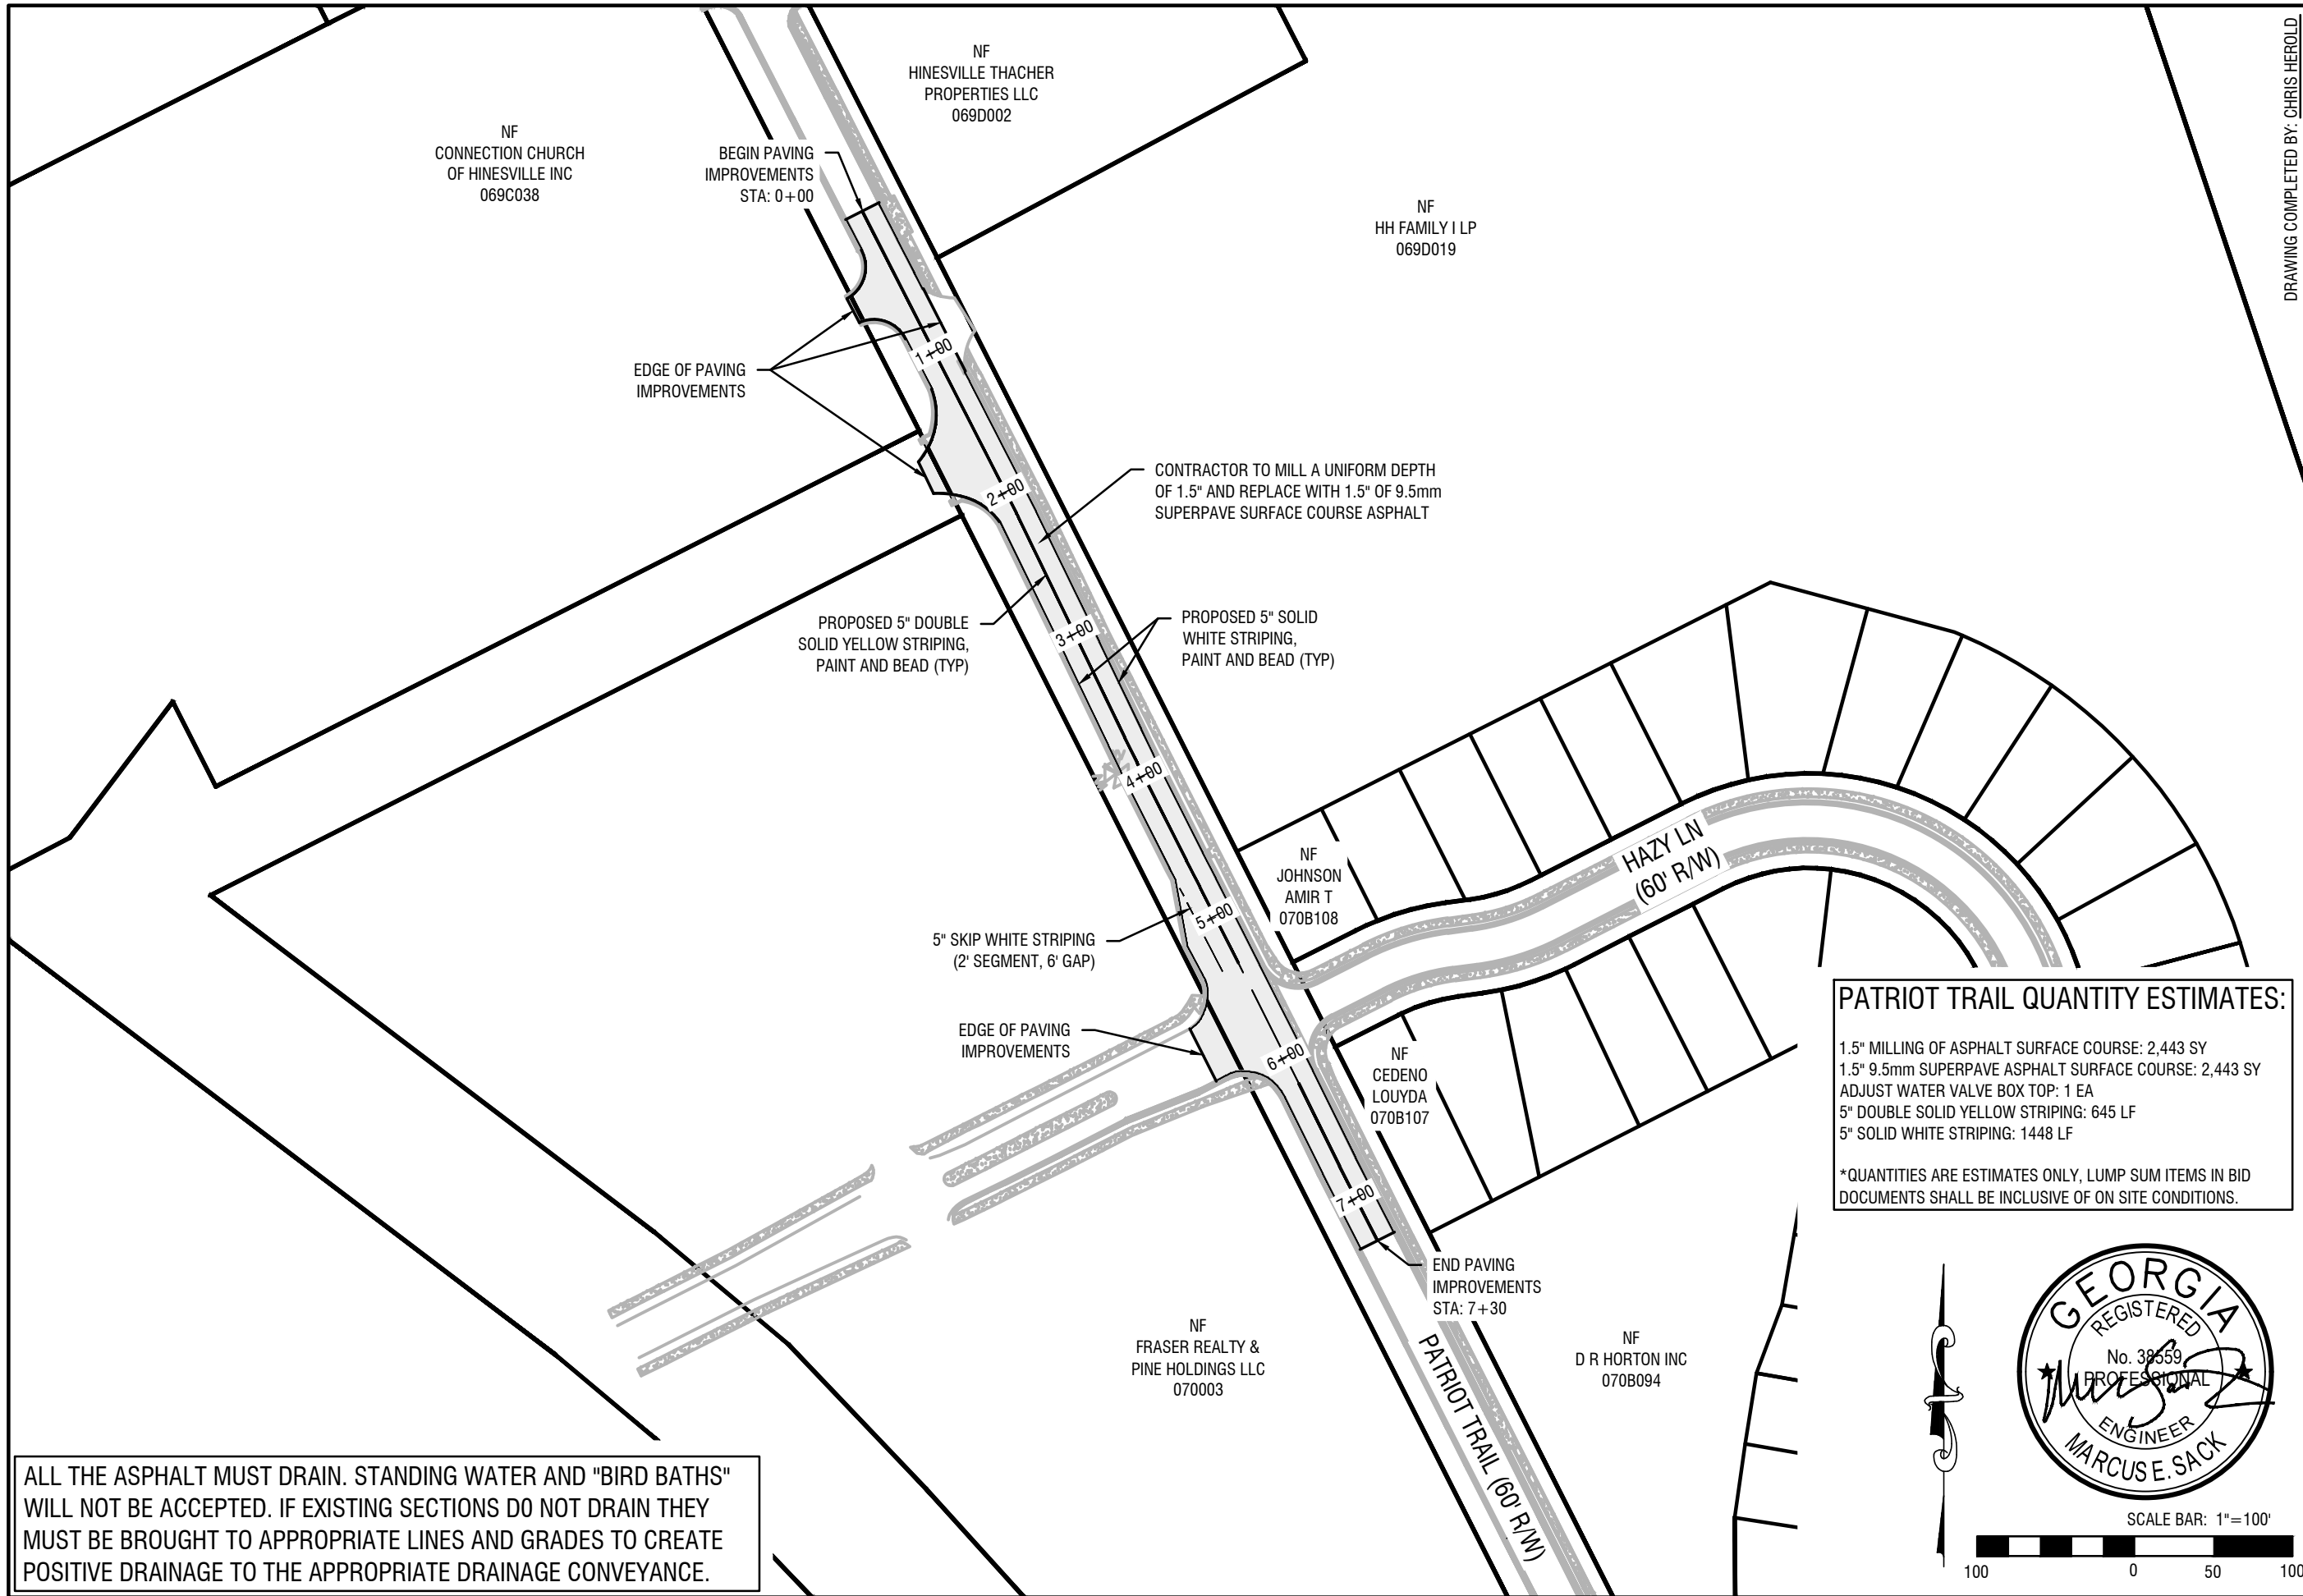 DRAWING COMPLETED BY: CHRIS HEROLD
NF
HINESVILLE THACHER
PROPERTIES LLC
069D002
NF
CONNECTION CHURCH
OF HINESVILLE INC
069C038
BEGIN PAVING
IMPROVEMENTS
STA: 0+00
NF
HH FAMILY I LP
069D019
EDGE OF PAVING
IMPROVEMENTS
1+00
2+00
CONTRACTOR TO MILL A UNIFORM DEPTH
OF 1.5" AND REPLACE WITH 1.5" OF 9.5mm
SUPERPAVE SURFACE COURSE ASPHALT
PROPOSED 5" DOUBLE
SOLID YELLOW STRIPING,
PAINT AND BEAD (TYP)
3+00
PROPOSED 5" SOLID
WHITE STRIPING,
PAINT AND BEAD (TYP)
4+00
HAZY LN
(60' R/W)
NF
JOHNSON
AMIR T
070B108
5+00
5" SKIP WHITE STRIPING
(2' SEGMENT, 6' GAP)
EDGE OF PAVING
IMPROVEMENTS
6+00
NF
CEDENO
LOUYDA
070B107
7+00
END PAVING
IMPROVEMENTS
STA: 7+30
NF
FRASER REALTY &
PINE HOLDINGS LLC
070003
PATRIOT TRAIL (60' R/W)
NF
D R HORTON INC
070B094
PATRIOT TRAIL QUANTITY ESTIMATES:
1.5" MILLING OF ASPHALT SURFACE COURSE: 2,443 SY
1.5" 9.5mm SUPERPAVE ASPHALT SURFACE COURSE: 2,443 SY
ADJUST WATER VALVE BOX TOP: 1 EA
5" DOUBLE SOLID YELLOW STRIPING: 645 LF
5" SOLID WHITE STRIPING: 1448 LF
*QUANTITIES ARE ESTIMATES ONLY, LUMP SUM ITEMS IN BID
DOCUMENTS SHALL BE INCLUSIVE OF ON SITE CONDITIONS.
GEORGIA
REGISTERED
No. 38559
PROFESSIONAL
ENGINEER
MARCUS E. SACK
SCALE BAR: 1"=100'
100 0 50 100
ALL THE ASPHALT MUST DRAIN. STANDING WATER AND "BIRD BATHS"
WILL NOT BE ACCEPTED. IF EXISTING SECTIONS DO NOT DRAIN THEY
MUST BE BROUGHT TO APPROPRIATE LINES AND GRADES TO CREATE
POSITIVE DRAINAGE TO THE APPROPRIATE DRAINAGE CONVEYANCE.